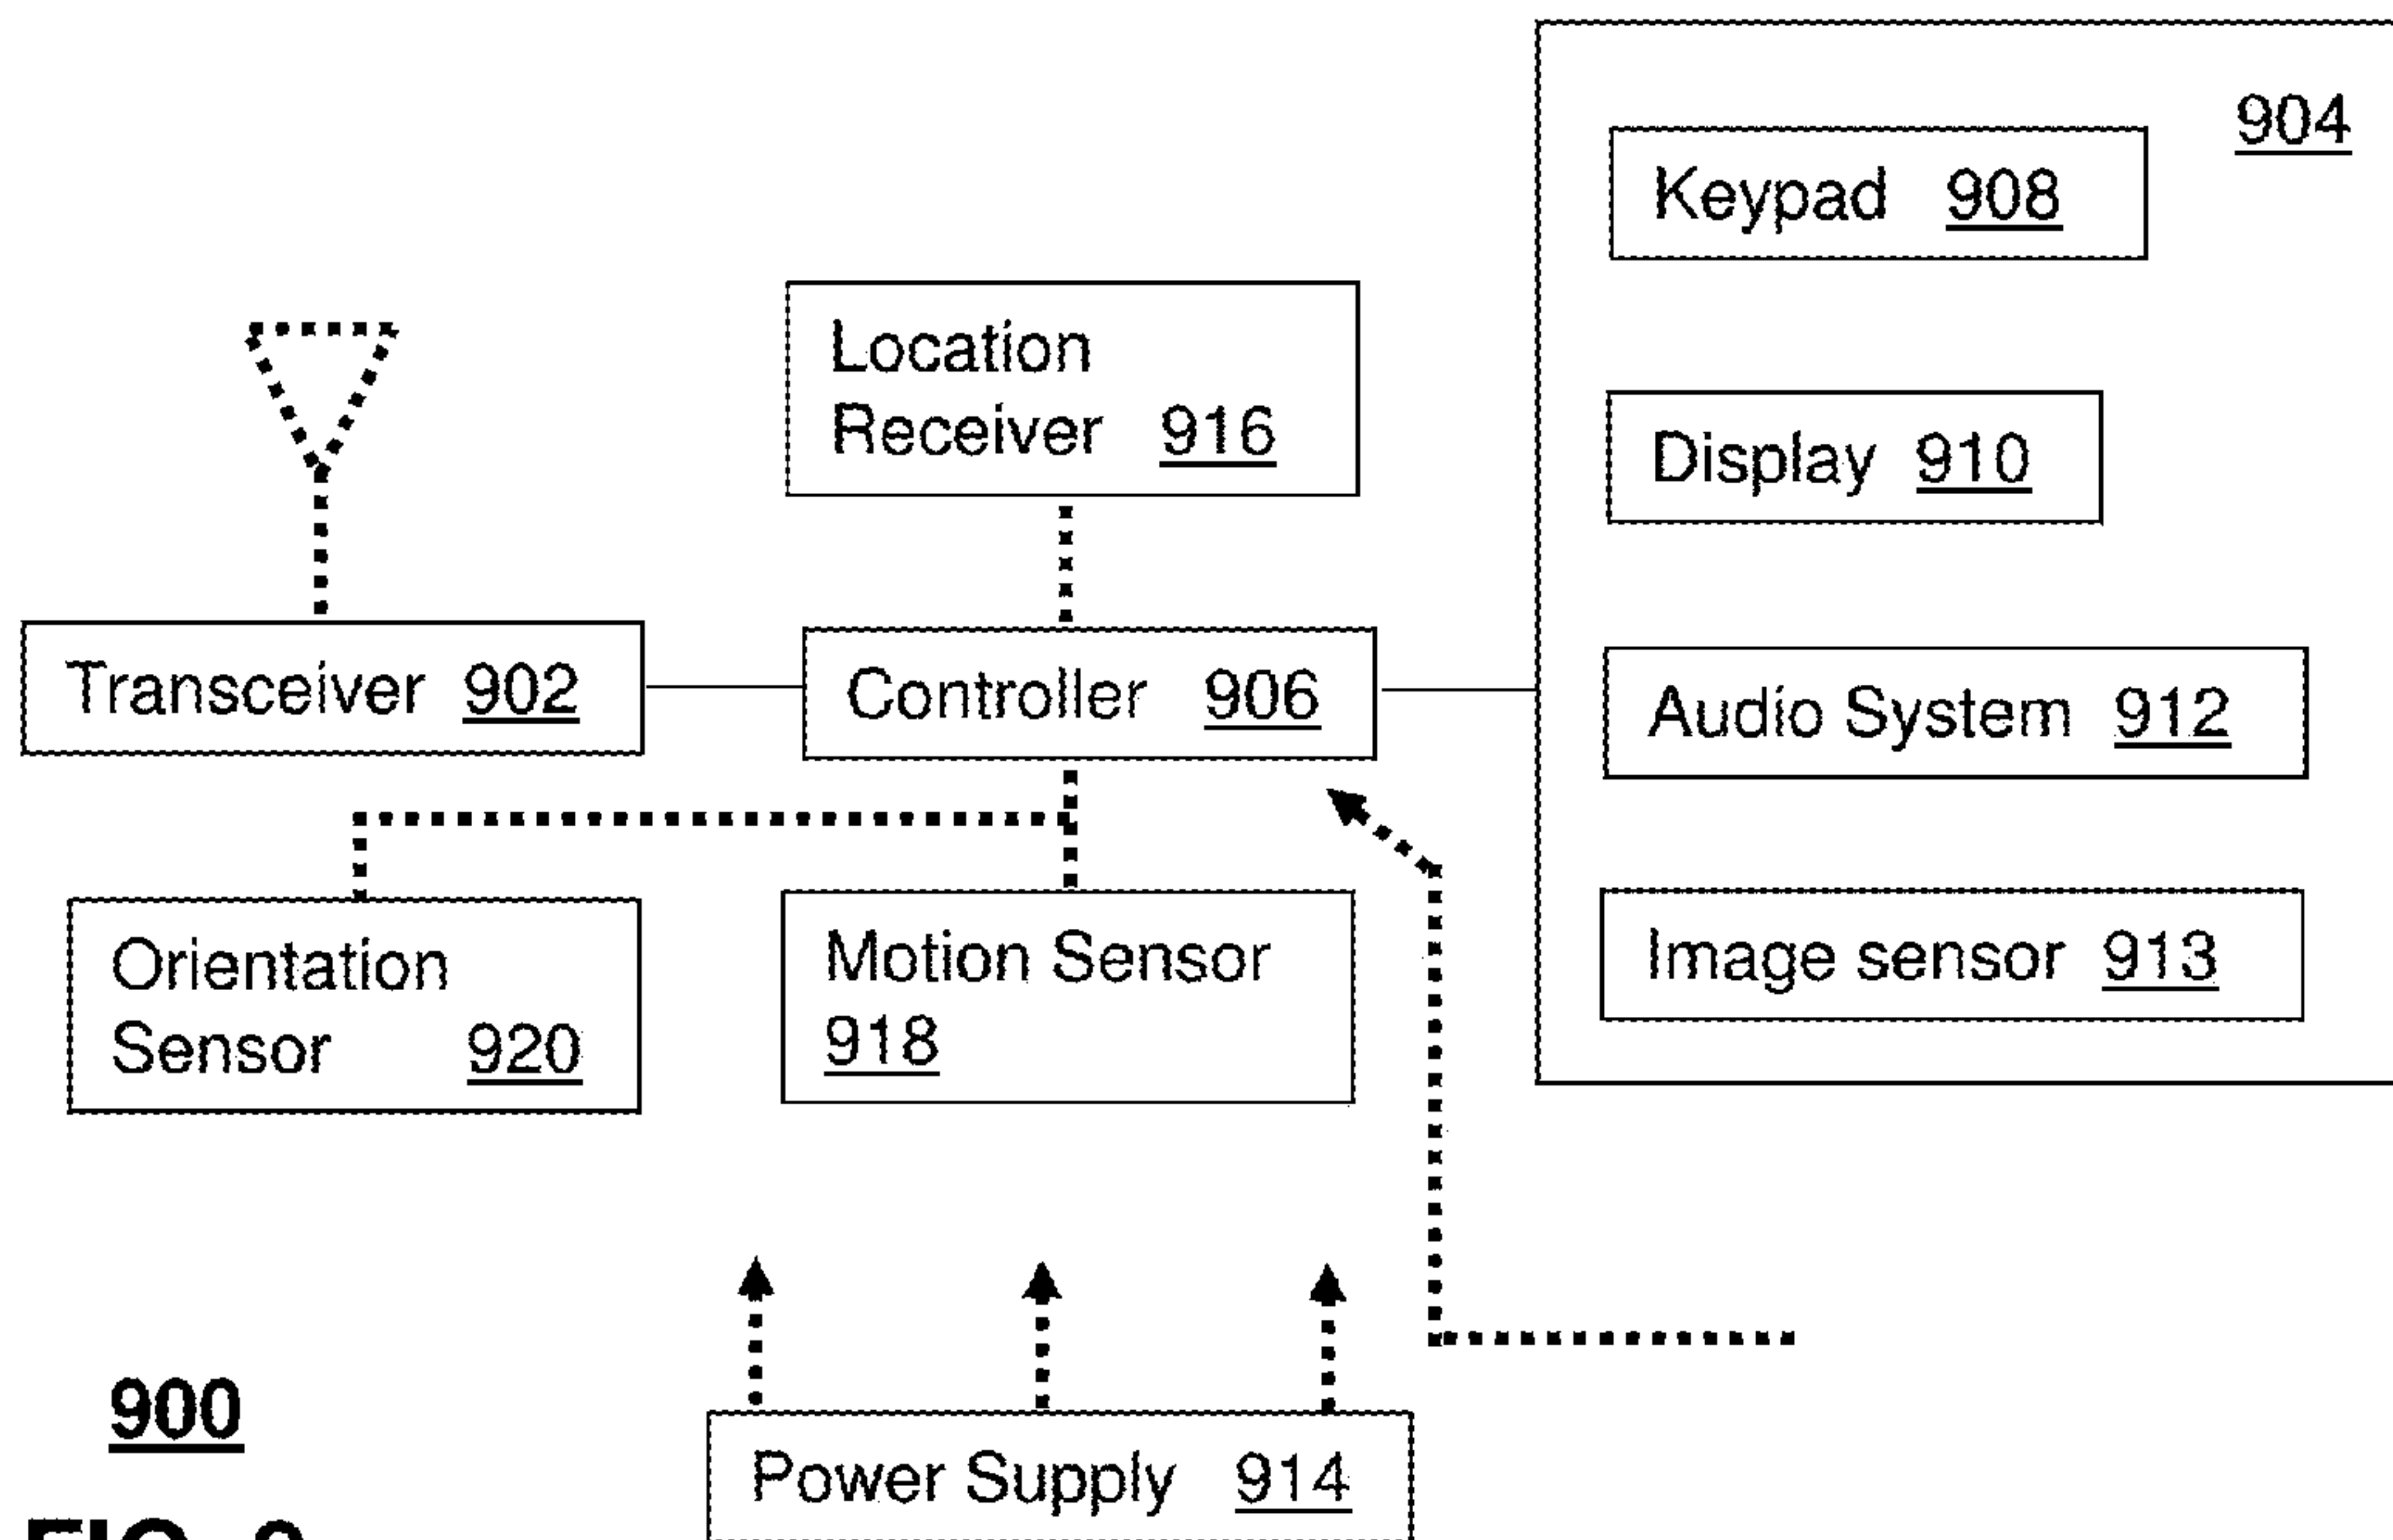 904
Keypad 908
Location
Receiver 916
Display 910
Transceiver 902
Controller 906
Audio System 912
Orientation
Sensor 920
Motion Sensor
918
Image sensor 913
900
Power Supply 914